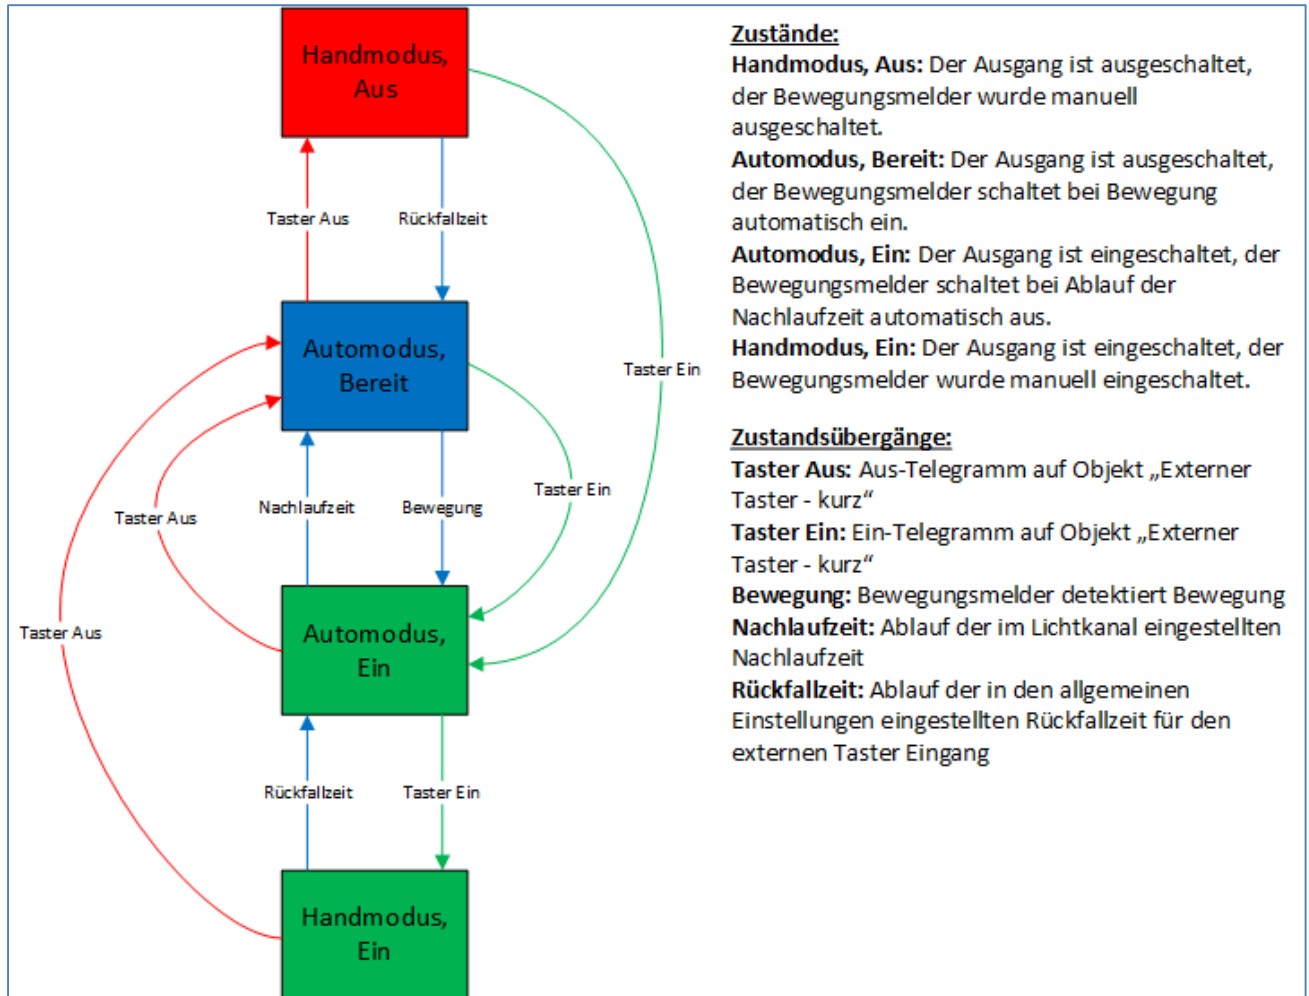 Handmodus,
Aus
Taster Aus
Rückfallzeit
Automodus,
Bereit
Taster Ein
Nachlaufzeit
Bewegung
Taster Ein
Taster Aus
Taster Aus
Automodus,
Ein
Rückfallzeit
Taster Ein
Handmodus,
Ein
Zustände:
Handmodus, Aus: Der Ausgang ist ausgeschaltet,
der Bewegungsmelder wurde manuell
ausgeschaltet.
Automodus, Bereit: Der Ausgang ist ausgeschaltet,
der Bewegungsmelder schaltet bei Bewegung
automatisch ein.
Automodus, Ein: Der Ausgang ist eingeschaltet, der
Bewegungsmelder schaltet bei Ablauf der
Nachlaufzeit automatisch aus.
Handmodus, Ein: Der Ausgang ist eingeschaltet, der
Bewegungsmelder wurde manuell eingeschaltet.
Zustandsübergänge:
Taster Aus: Aus-Telegramm auf Objekt „Externer
Taster - kurz“
Taster Ein: Ein-Telegramm auf Objekt „Externer
Taster - kurz“
Bewegung: Bewegungsmelder detektiert Bewegung
Nachlaufzeit: Ablauf der im Lichtkanal eingestellten
Nachlaufzeit
Rückfallzeit: Ablauf der in den allgemeinen
Einstellungen eingestellten Rückfallzeit für den
externen Taster Eingang